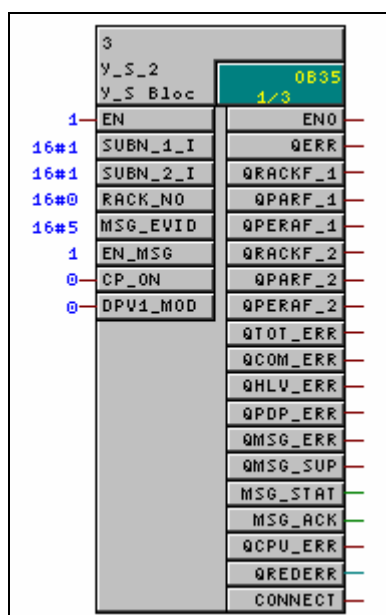 3
Y_S_2
Y_S Bloc
OB35
1/3
1 EN ENO
16#1 SUBN_1_I QERR
16#1 SUBN_2_I QRACKF_1
16#0 RACK_NO QPARF_1
16#5 MSG_EVID QPERAF_1
1 EN_MSG QRACKF_2
0 CP_ON QPARF_2
0 DPV1_MOD QPERAF_2
QTOT_ERR
QCOM_ERR
QHLV_ERR
QPDP_ERR
QMSG_ERR
QMSG_SUP
MSG_STAT
MSG_ACK
QCPU_ERR
QREDERR
CONNECT